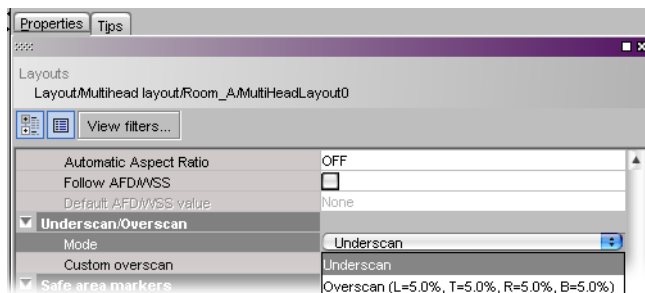 Properties Tips
Layouts
Layout/Multihead layout/Room_A/MultiHeadLayout0
View filters...
Automatic Aspect Ratio OFF
Follow AFD/WSS
Default AFD/WSS value None
Underscan/Overscan
Mode Underscan
Custom overscan Underscan
Safe area markers Overscan (L=5.0%, T=5.0%, R=5.0%, B=5.0%)